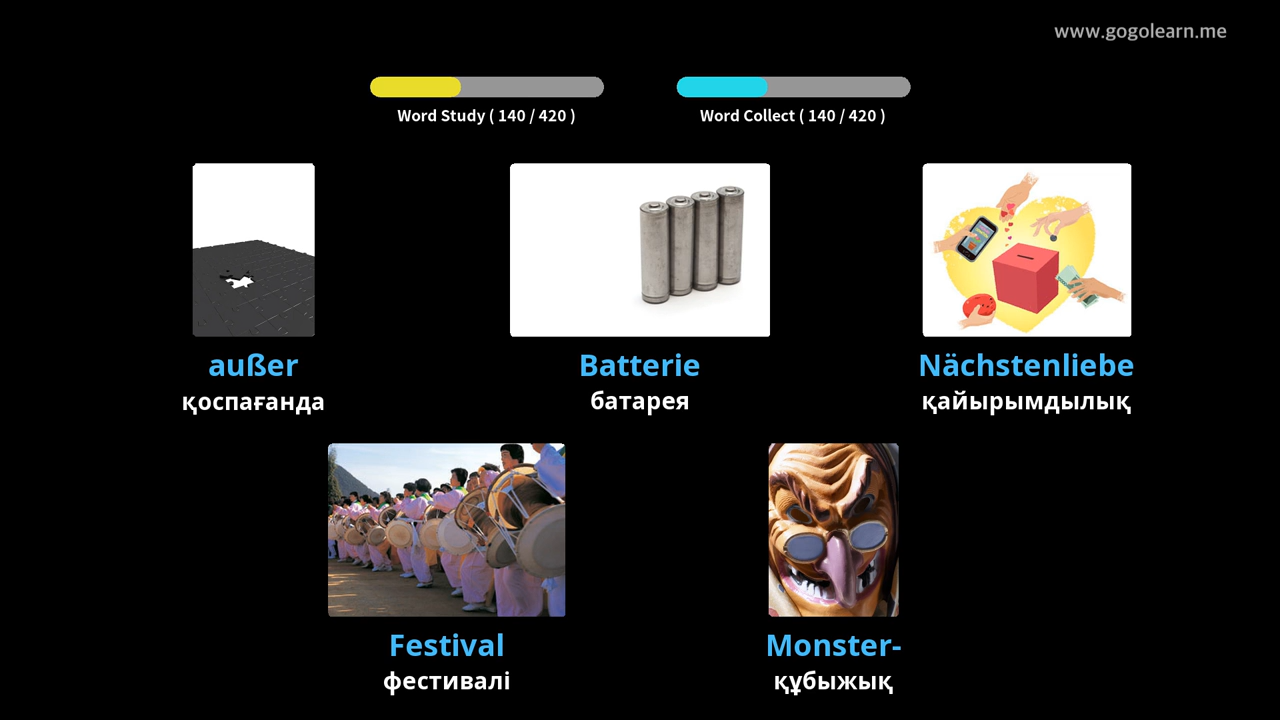 www.gogolearn.me
Word Study ( 140 / 420 )
Word Collect ( 140 / 420 )
außer
қоспағанда
Batterie
батарея
Nächstenliebe
қайырымдылық
Festival
фестивалі
Monster-
құбыжық